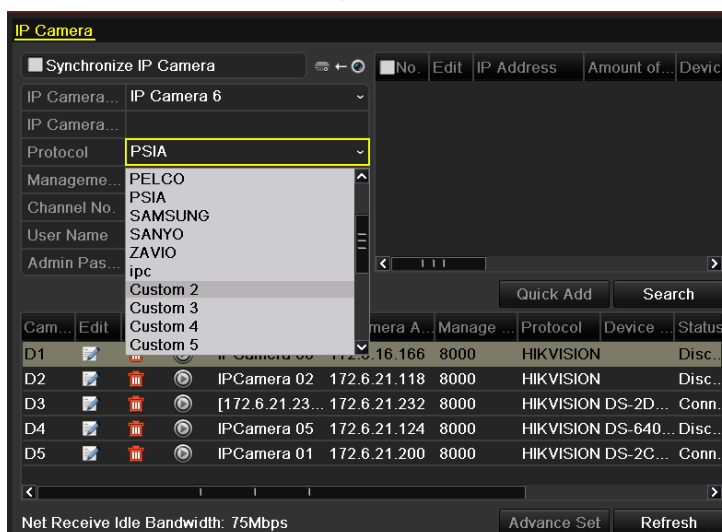 IP Camera
Synchronize IP Camera
No. Edit IP Address Amount of... Devic
IP Camera... IP Camera 6
IP Camera...
Protocol PSIA
Manageme...
Channel No.
User Name
Admin Pas...
PELCO
PSIA
SAMSUNG
SANYO
ZAVIO
ipc
Custom 2
Custom 3
Custom 4
Custom 5
Quick Add Search
Cam... Edit mera A... Manage ... Protocol Device ... Status
D1 16.166 8000 HIKVISION Disc...
D2 IPCamera 02 172.6.21.118 8000 HIKVISION Disc...
D3 [172.6.21.23... 172.6.21.232 8000 HIKVISION DS-2D... Conn.
D4 IPCamera 05 172.6.21.124 8000 HIKVISION DS-640... Disc...
D5 IPCamera 01 172.6.21.200 8000 HIKVISION DS-2C... Conn.
Net Receive Idle Bandwidth: 75Mbps Advance Set Refresh